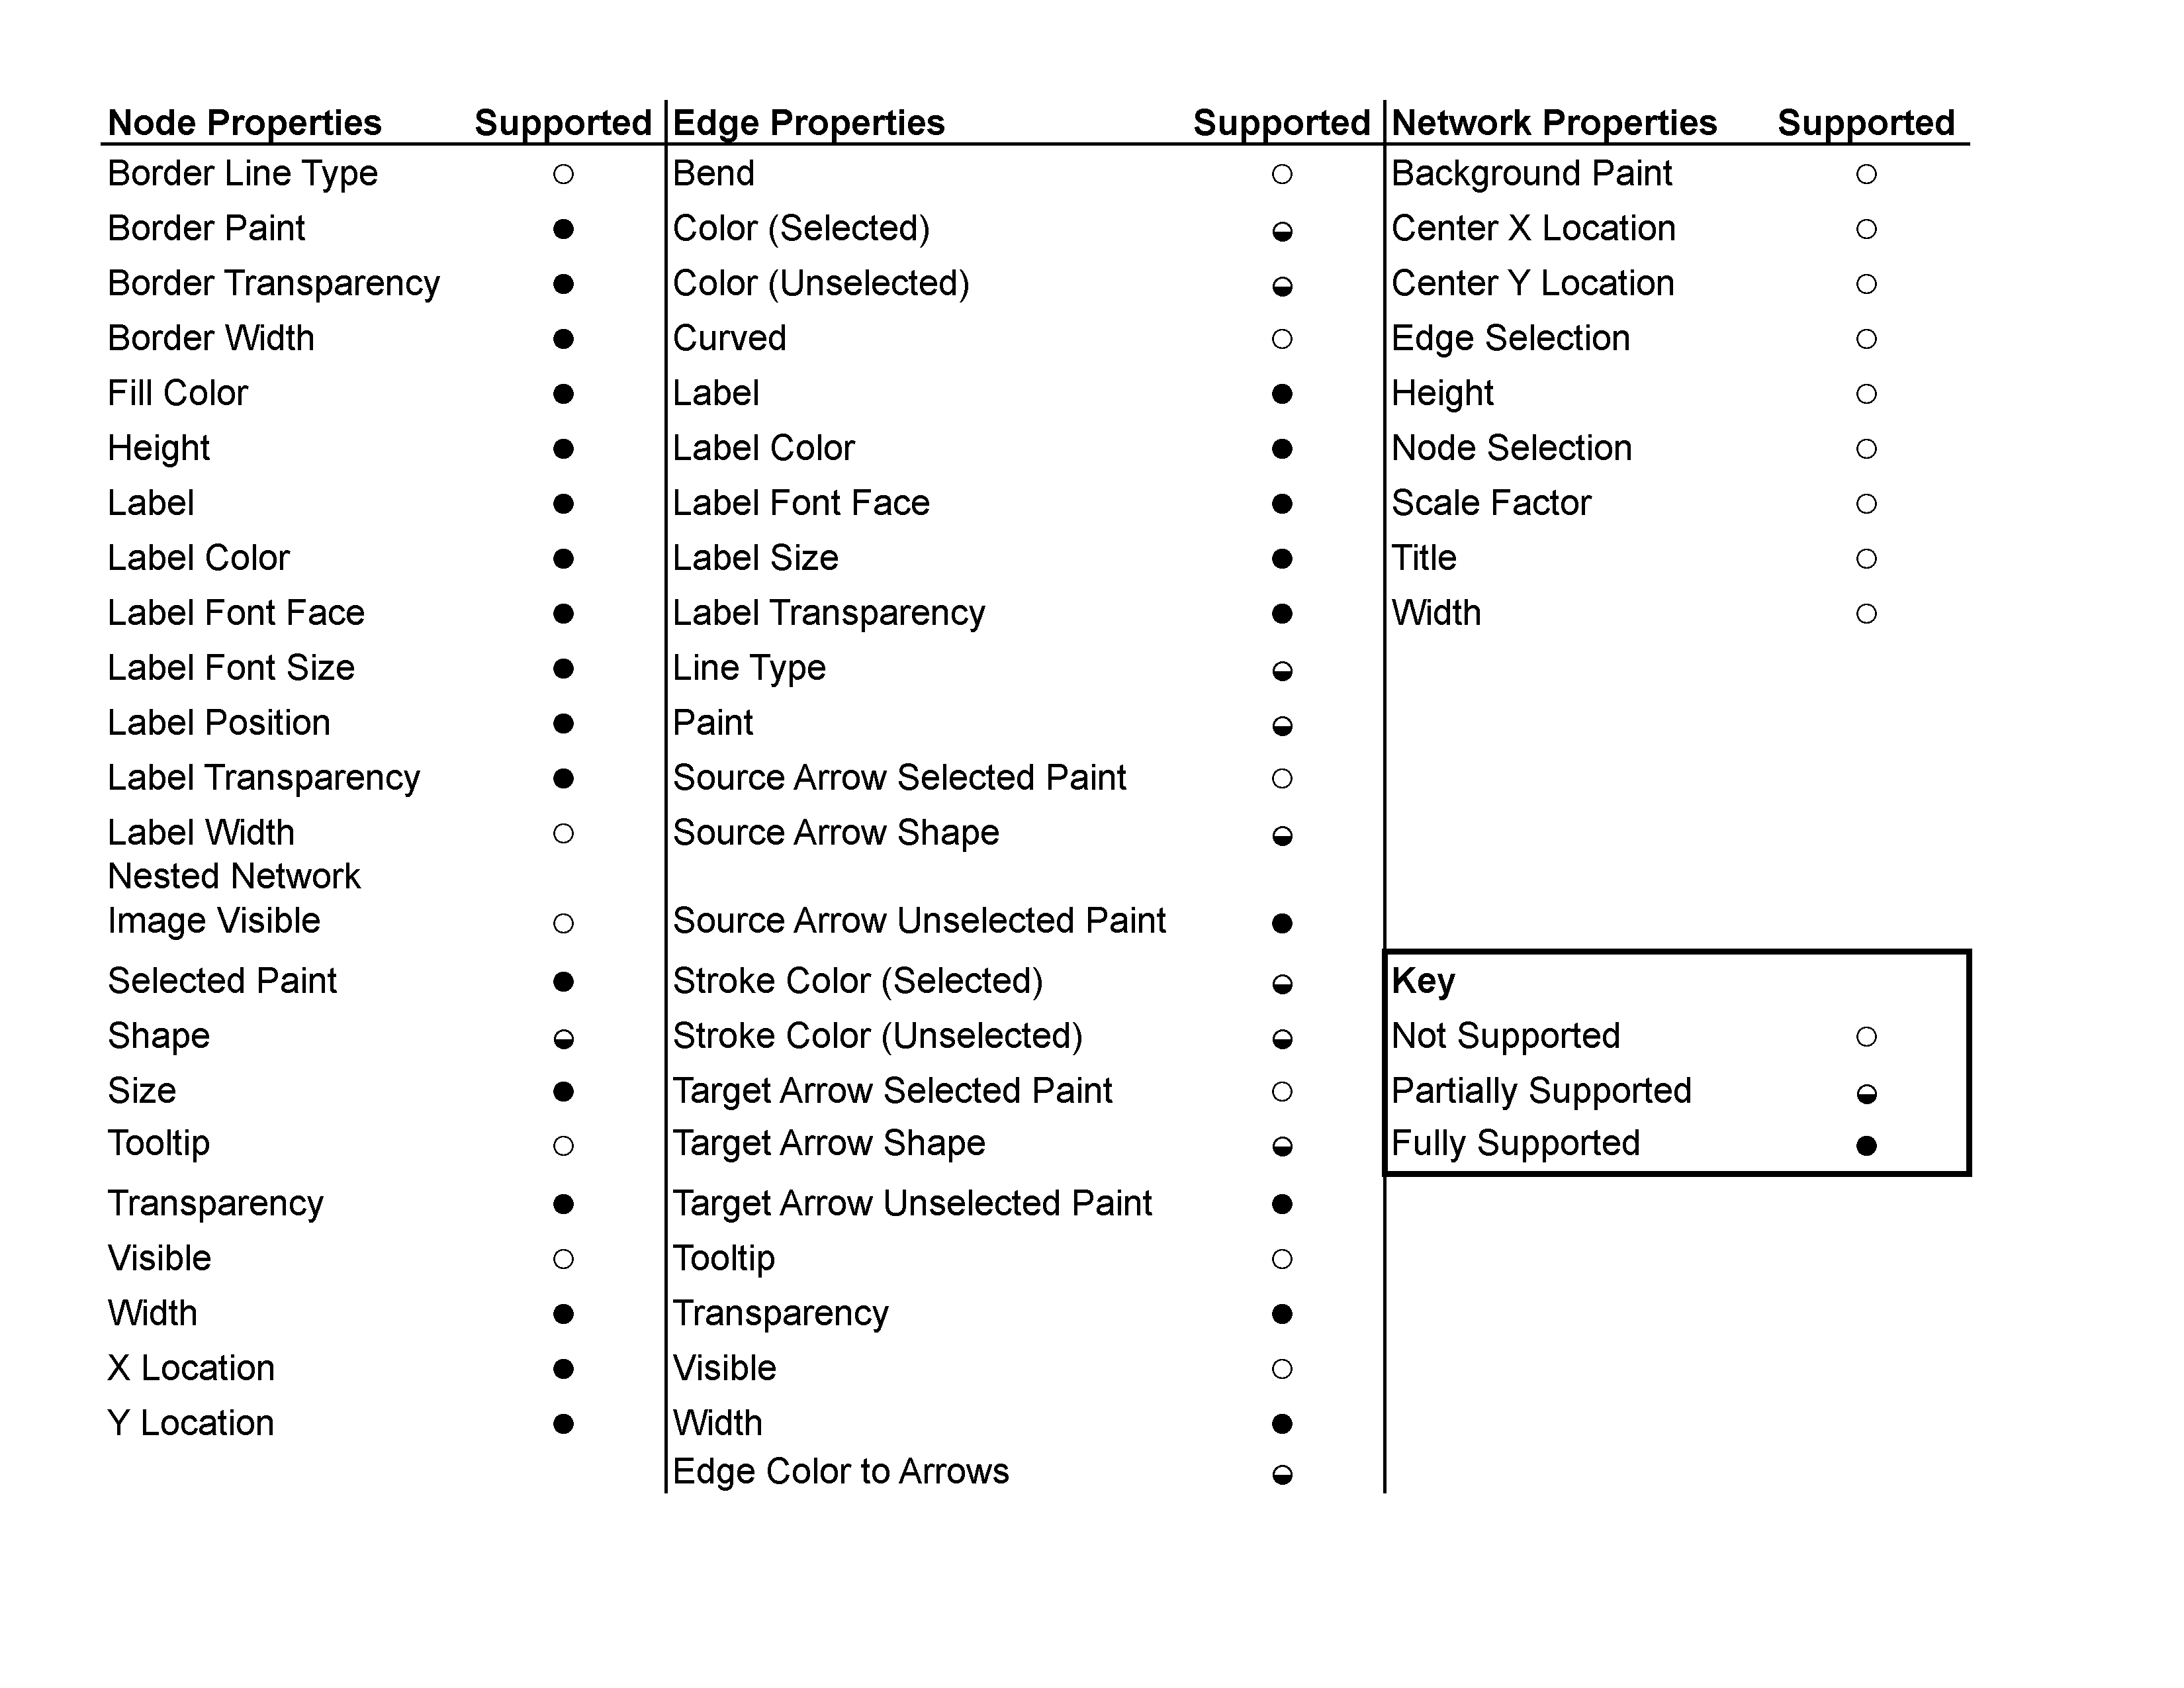 Node Properties Supported Edge Properties Supported Network Properties Supported
Border Line Type ○ Bend ○ Background Paint ○
Border Paint ● Color (Selected) ◒ Center X Location ○
Border Transparency ● Color (Unselected) ◒ Center Y Location ○
Border Width ● Curved ○ Edge Selection ○
Fill Color ● Label ● Height ○
Height ● Label Color ● Node Selection ○
Label ● Label Font Face ● Scale Factor ○
Label Color ● Label Size ● Title ○
Label Font Face ● Label Transparency ● Width ○
Label Font Size ● Line Type ◒
Label Position ● Paint ◒
Label Transparency ● Source Arrow Selected Paint ○
Label Width ○ Source Arrow Shape ◒
Nested Network
Image Visible ○ Source Arrow Unselected Paint ●
Selected Paint ● Stroke Color (Selected) ◒ Key
Shape ◒ Stroke Color (Unselected) ◒ Not Supported ○
Size ● Target Arrow Selected Paint ○ Partially Supported ◒
Tooltip ○ Target Arrow Shape ◒ Fully Supported ●
Transparency ● Target Arrow Unselected Paint ●
Visible ○ Tooltip ○
Width ● Transparency ●
X Location ● Visible ○
Y Location ● Width ●
Edge Color to Arrows ◒